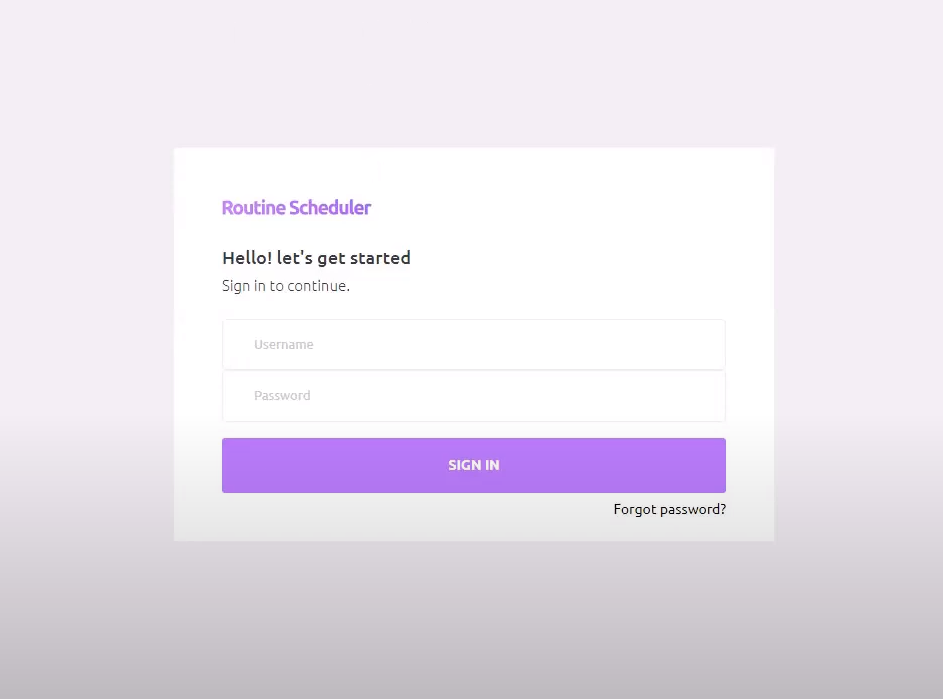 Routine Scheduler
Hello! let's get started
Sign in to continue.
Username
Password
SIGN IN
Forgot password?